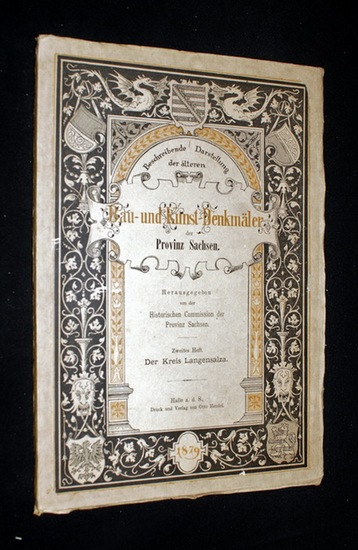 Beschreibende Darstellung
der älteren
Bau- und Kunst-Denkmäler
der
Provinz Sachsen.
Herausgegeben
von der
Historischen Commission der
Provinz Sachsen.
Zweites Heft.
Der Kreis Langensalza.
Halle a. d. S.,
Druck und Verlag von Otto Hendel.
1879